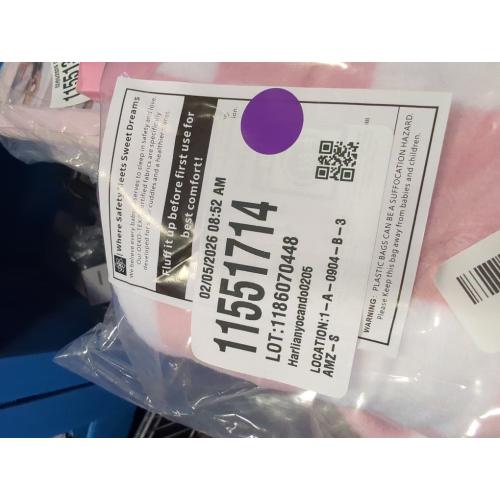 Where Safety Meets Sweet Dreams
Fluff it up before first use for
best comfort!
02/05/2026 08:52 AM
11551714
LOT:1186070448
Harlianyocando0205
LOCATION:1-A-0904-B-3
AMZ-S
WARNING: PLASTIC BAGS CAN BE A SUFFOCATION HAZARD.
Please Keep this bag away from babies and children.